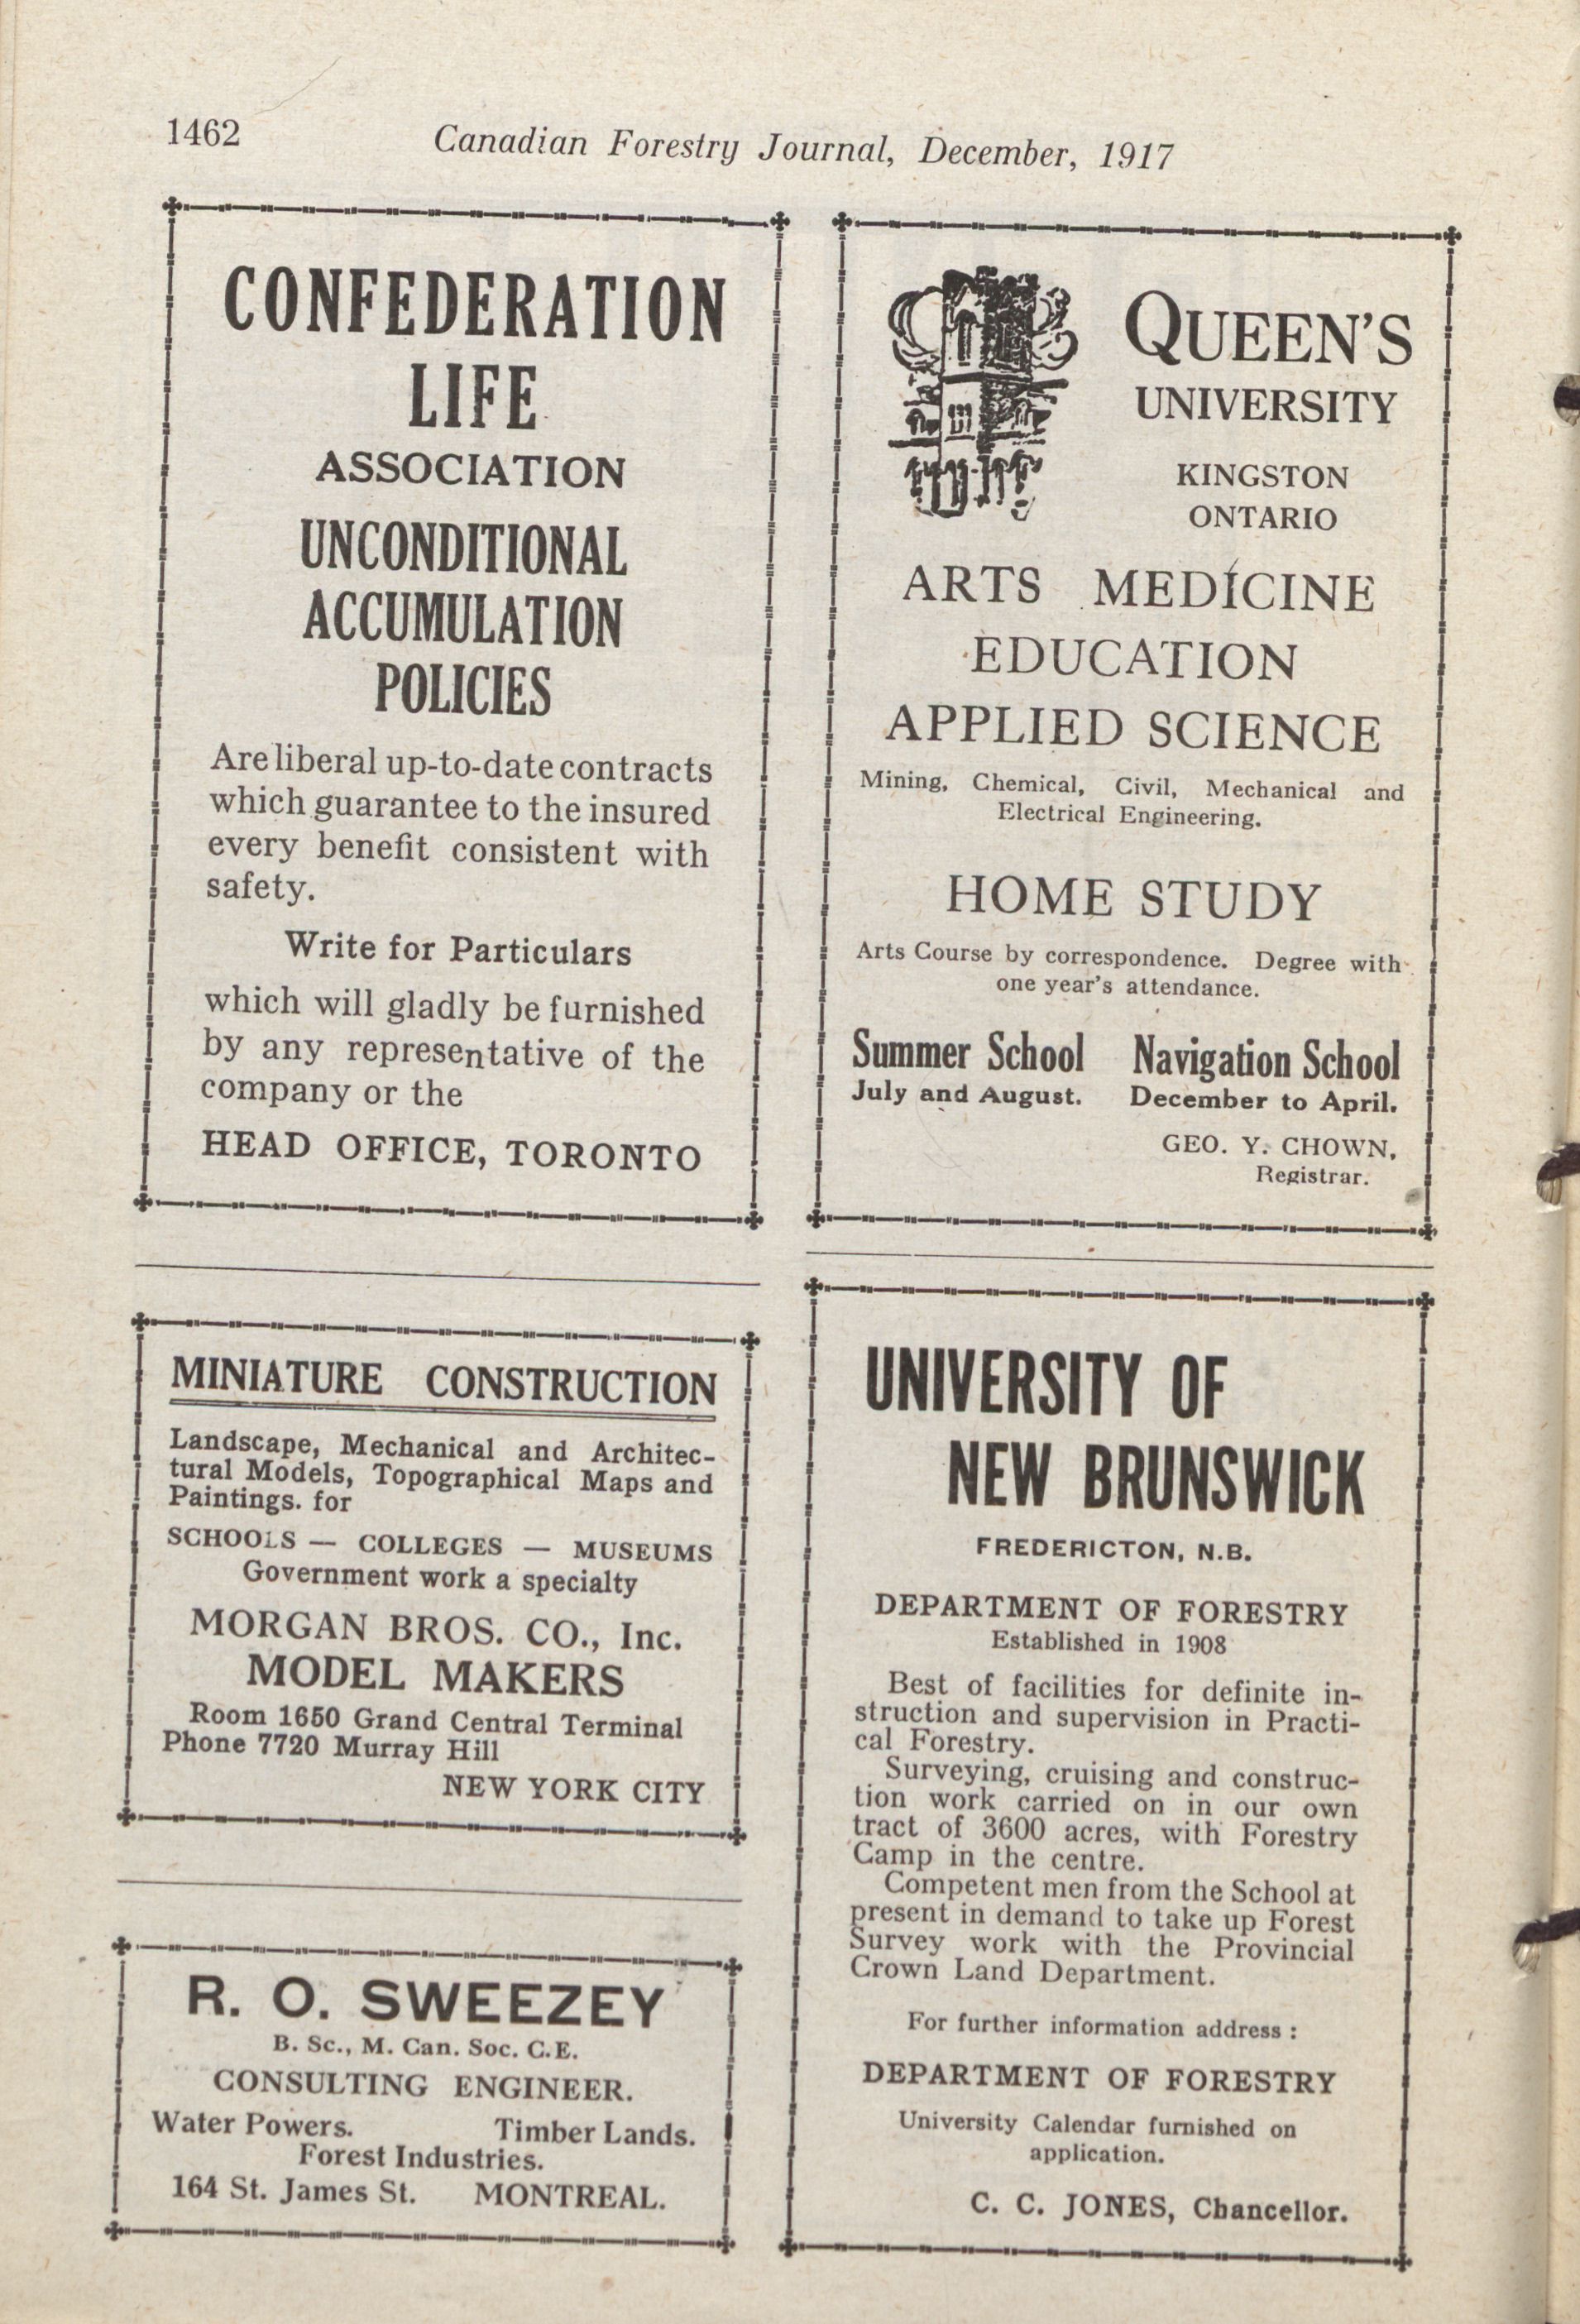 1462
Canadian Forestry Journal, December, 1917
CONFEDERATION
LIFE
ASSOCIATION
UNCONDITIONAL
ACCUMULATION
POLICIES
Are liberal up-to-date contracts
which guarantee to the insured
every benefit consistent with
safety.
Write for Particulars
which will gladly be furnished
by any representative of the
company or the
HEAD OFFICE, TORONTO
QUEEN'S
UNIVERSITY
KINGSTON
ONTARIO
ARTS MEDICINE
EDUCATION
APPLIED SCIENCE
Mining, Chemical, Civil, Mechanical and
Electrical Engineering.
HOME STUDY
Arts Course by correspondence. Degree with
one year's attendance.
Summer School Navigation School
July and August. December to April.
GEO. Y. CHOWN,
Registrar.
MINIATURE CONSTRUCTION
Landscape, Mechanical and Architec-
tural Models, Topographical Maps and
Paintings. for
SCHOOLS — COLLEGES — MUSEUMS
Government work a specialty
MORGAN BROS. CO., Inc.
MODEL MAKERS
Room 1650 Grand Central Terminal
Phone 7720 Murray Hill
NEW YORK CITY
R. O. SWEEZEY
B. Sc., M. Can. Soc. C.E.
CONSULTING ENGINEER.
Water Powers. Timber Lands.
Forest Industries.
164 St. James St. MONTREAL.
UNIVERSITY OF
NEW BRUNSWICK
FREDERICTON, N.B.
DEPARTMENT OF FORESTRY
Established in 1908
Best of facilities for definite in-
struction and supervision in Practi-
cal Forestry.
Surveying, cruising and construc-
tion work carried on in our own
tract of 3600 acres, with Forestry
Camp in the centre.
Competent men from the School at
present in demand to take up Forest
Survey work with the Provincial
Crown Land Department.
For further information address :
DEPARTMENT OF FORESTRY
University Calendar furnished on
application.
C. C. JONES, Chancellor.